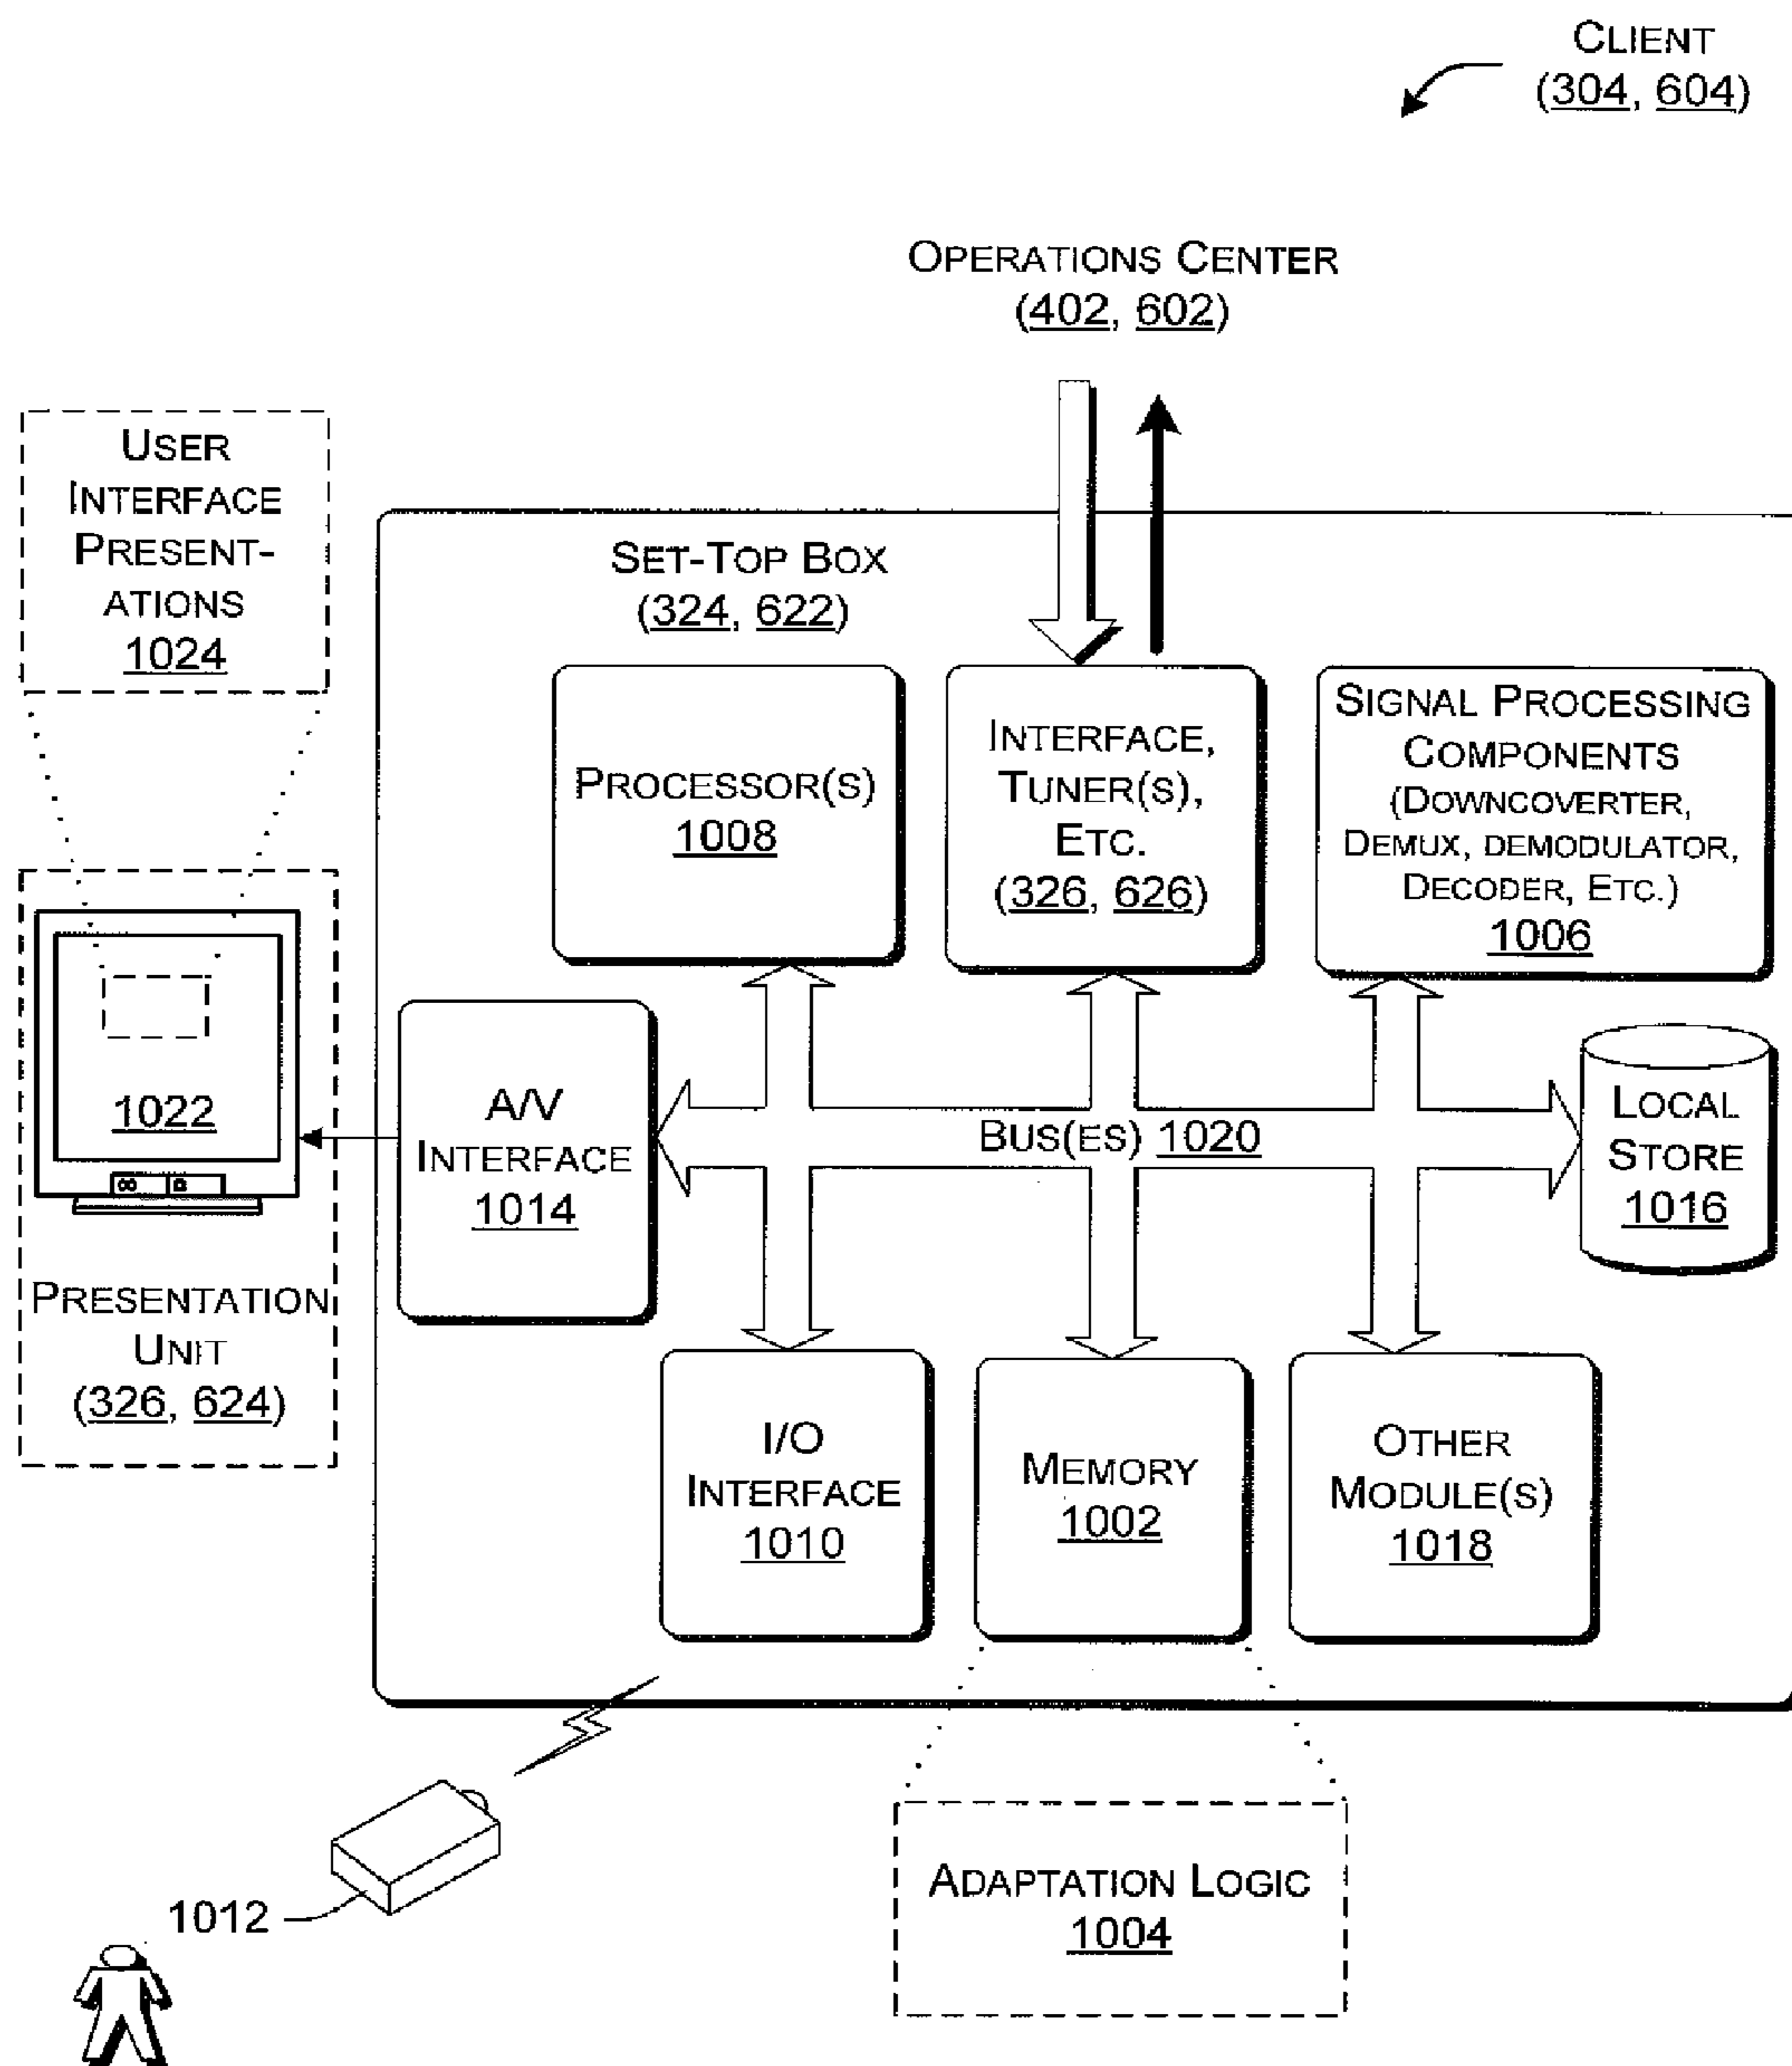 CLIENT
(304, 604)
OPERATIONS CENTER
(402, 602)
USER
INTERFACE
PRESENT-
ATIONS
1024
SET-TOP BOX
(324, 622)
PROCESSOR(S)
1008
INTERFACE,
TUNER(S),
ETC.
(326, 626)
SIGNAL PROCESSING
COMPONENTS
(DOWNCOVERTER,
DEMUX, DEMODULATOR,
DECODER, ETC.)
1006
1022
PRESENTATION
UNIT
(326, 624)
A/V
INTERFACE
1014
BUS(ES) 1020
LOCAL
STORE
1016
I/O
INTERFACE
1010
MEMORY
1002
OTHER
MODULE(S)
1018
1012
ADAPTATION LOGIC
1004